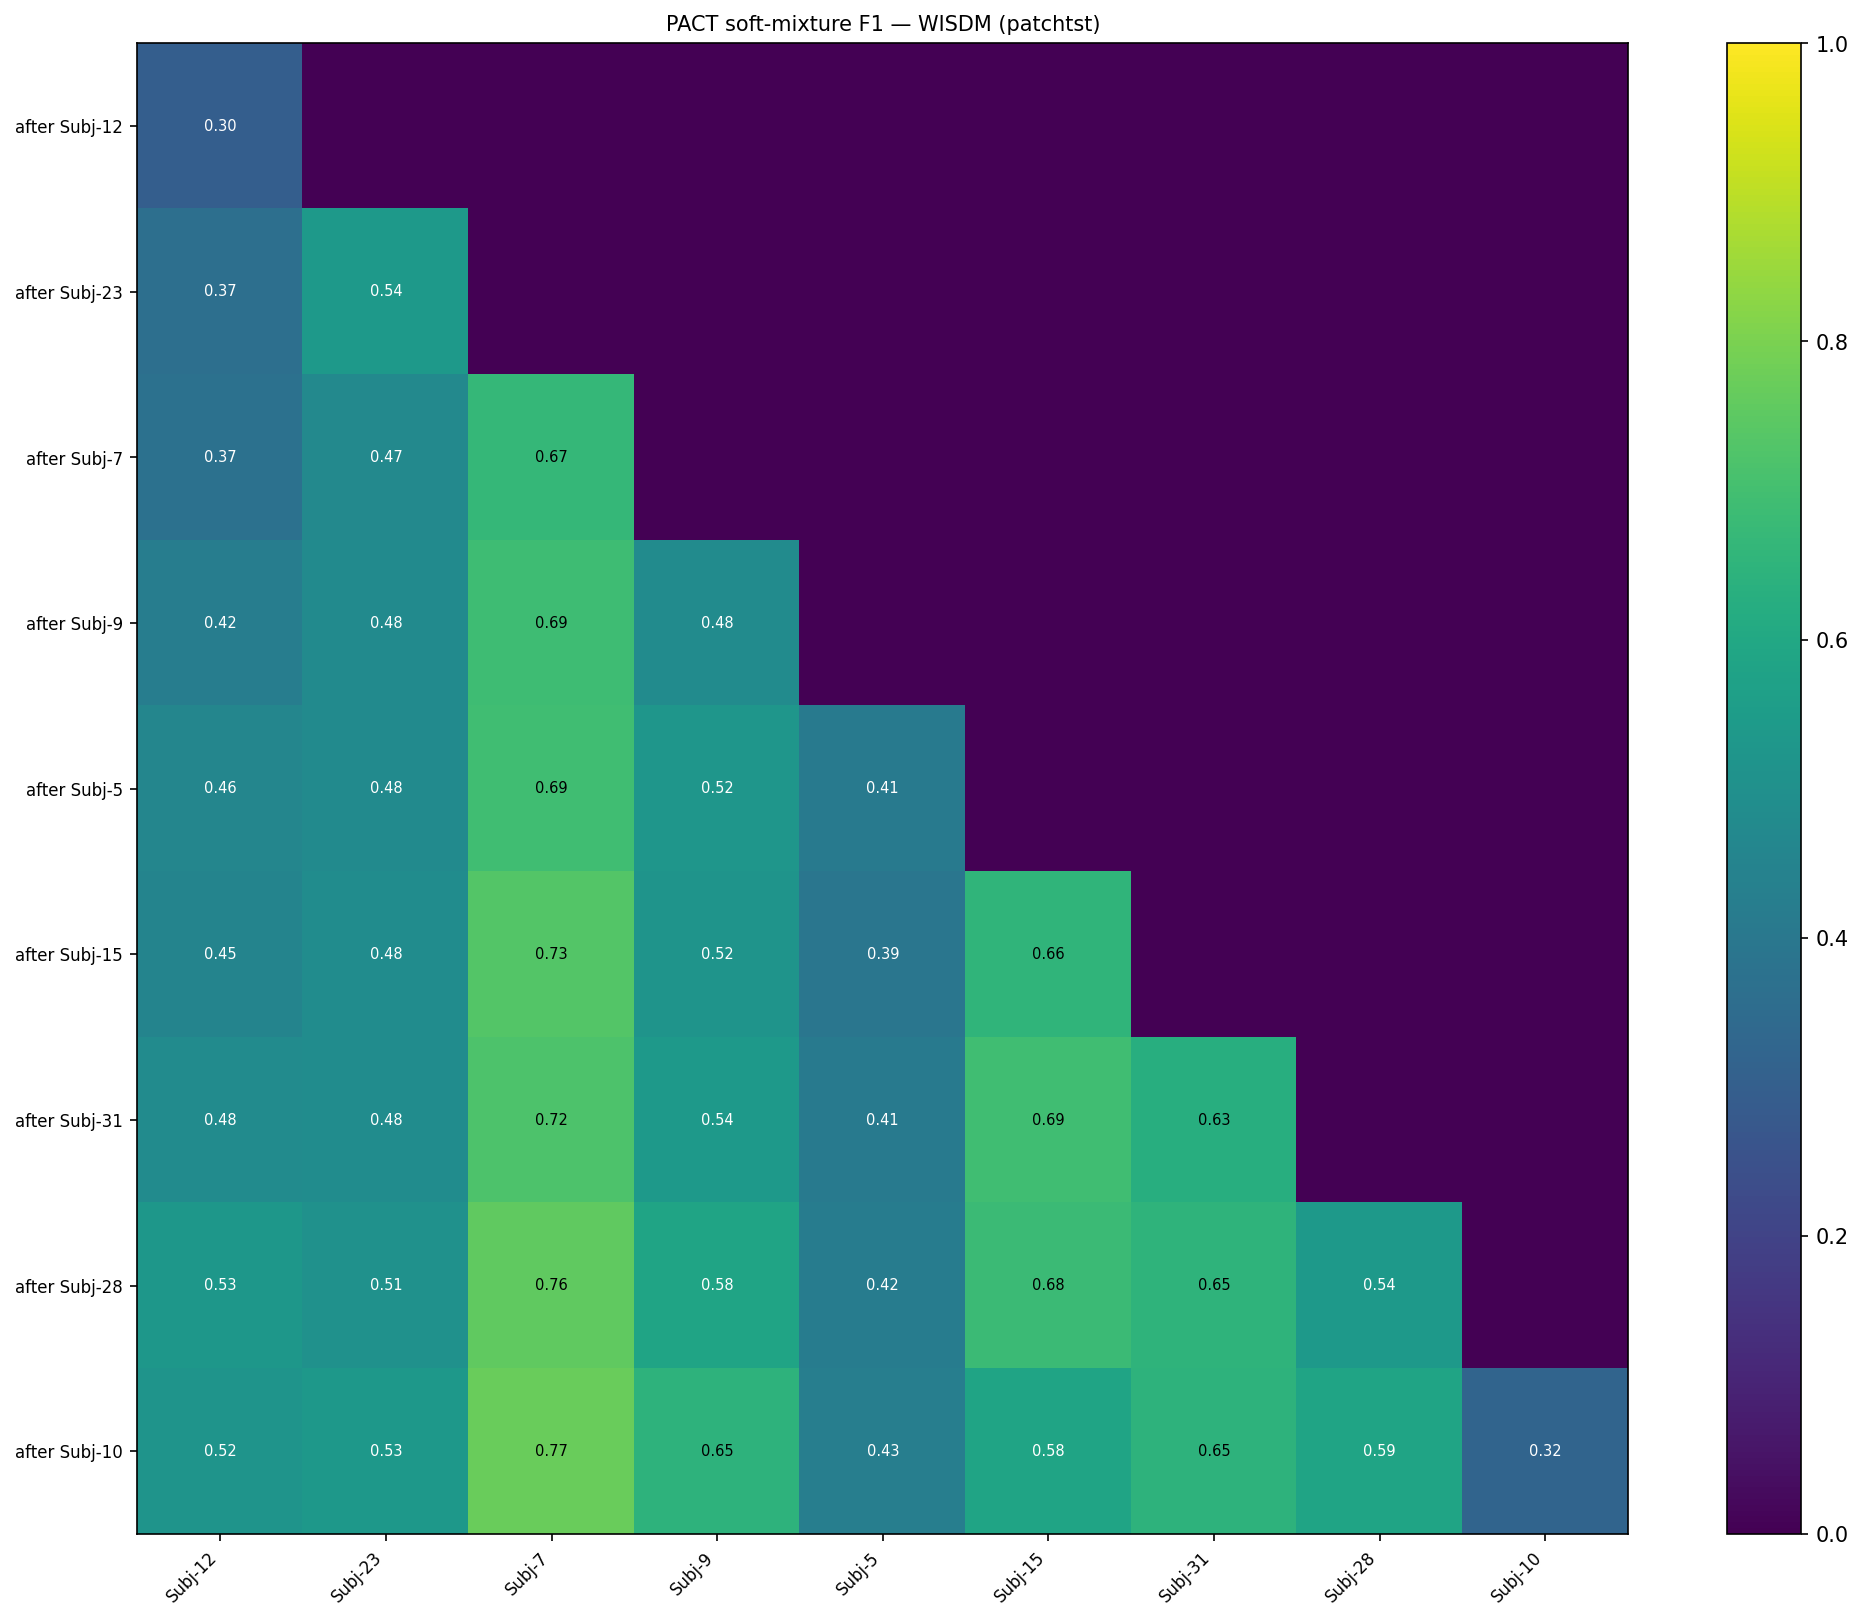 PACT soft-mixture F1 — WISDM (patchtst)
after Subj-12 0.30
after Subj-23 0.37 0.54
after Subj-7 0.37 0.47 0.67
after Subj-9 0.42 0.48 0.69 0.48
after Subj-5 0.46 0.48 0.69 0.52 0.41
after Subj-15 0.45 0.48 0.73 0.52 0.39 0.66
after Subj-31 0.48 0.48 0.72 0.54 0.41 0.69 0.63
after Subj-28 0.53 0.51 0.76 0.58 0.42 0.68 0.65 0.54
after Subj-10 0.52 0.53 0.77 0.65 0.43 0.58 0.65 0.59 0.32
Subj-12 Subj-23 Subj-7 Subj-9 Subj-5 Subj-15 Subj-31 Subj-28 Subj-10
1.0
0.8
0.6
0.4
0.2
0.0